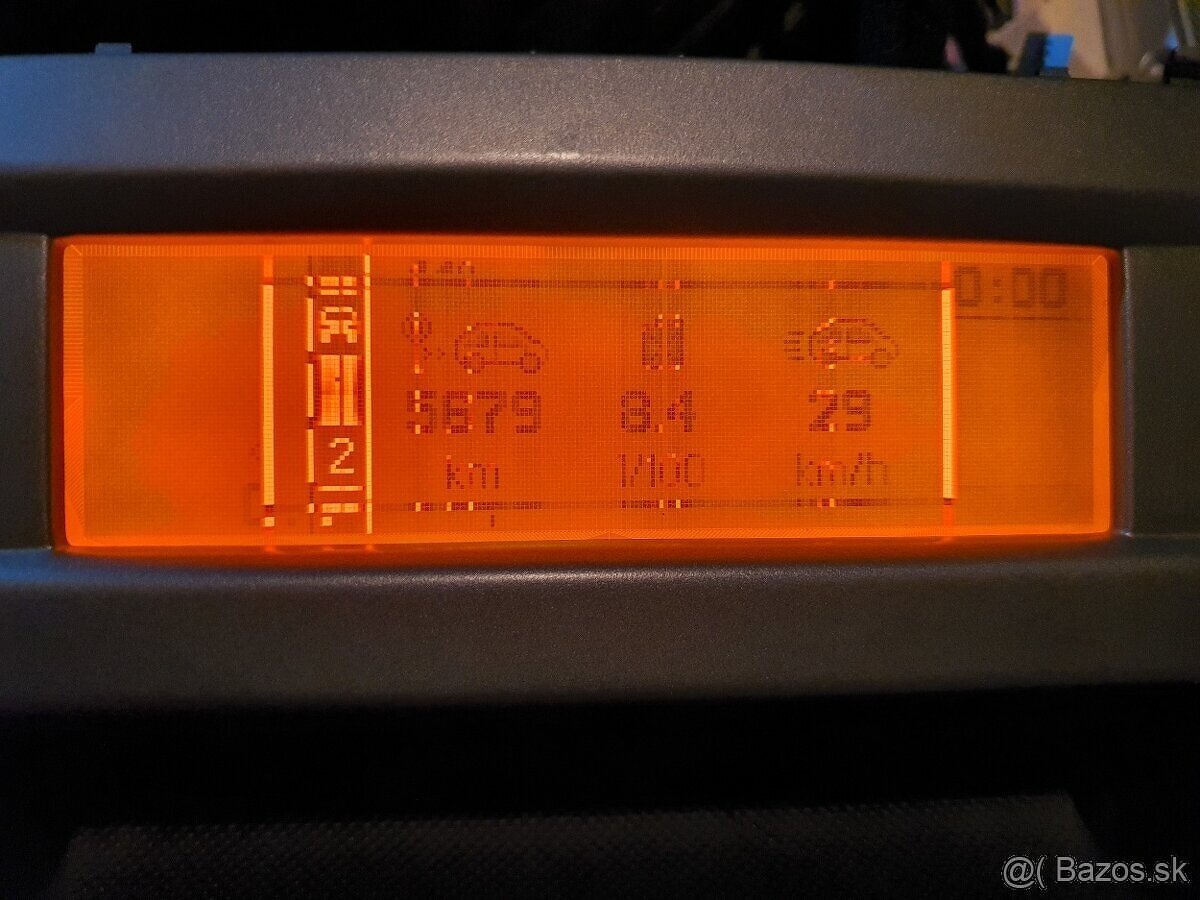 0:00
2
5679 8.4 29
km l/100 km/h
@( Bazos.sk